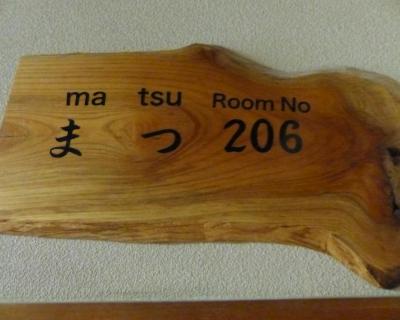 ma tsu Room No
まつ 206